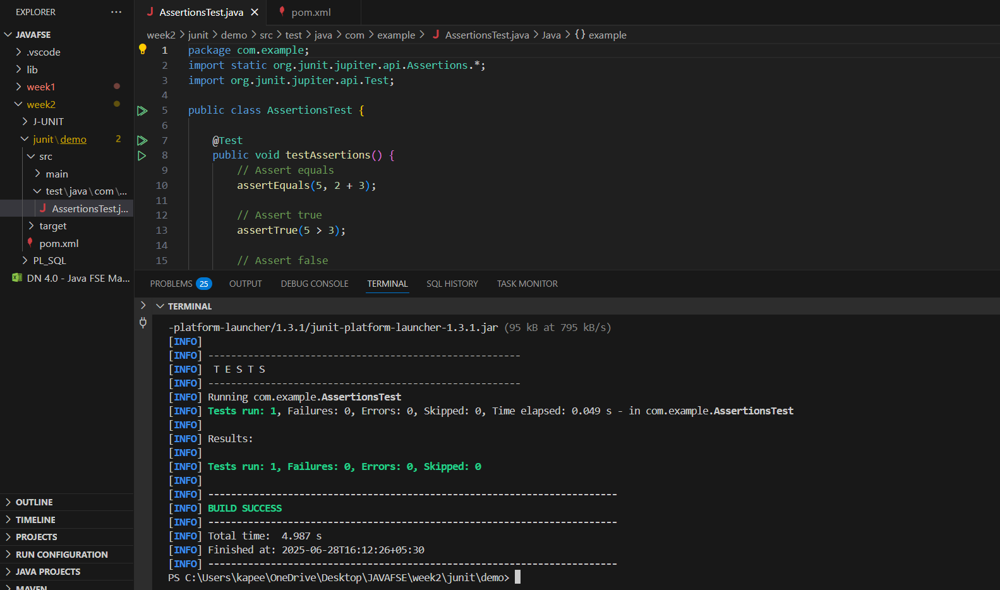 EXPLORER
JAVAFSE
.vscode
lib
week1
week2
J-UNIT
junit\demo 2
src
main
test\java\com\...
AssertionsTest.j...
target
pom.xml
PL_SQL
DN 4.0 - Java FSE Ma...
OUTLINE
TIMELINE
PROJECTS
RUN CONFIGURATION
JAVA PROJECTS
MAVEN
AssertionsTest.java
pom.xml
week2 > junit > demo > src > test > java > com > example > AssertionsTest.java > Java > {} example
1 package com.example;
2 import static org.junit.jupiter.api.Assertions.*;
3 import org.junit.jupiter.api.Test;
4
5 public class AssertionsTest {
6
7 @Test
8 public void testAssertions() {
9 // Assert equals
10 assertEquals(5, 2 + 3);
11
12 // Assert true
13 assertTrue(5 > 3);
14
15 // Assert false
PROBLEMS 25 OUTPUT DEBUG CONSOLE TERMINAL SQL HISTORY TASK MONITOR
TERMINAL
-platform-launcher/1.3.1/junit-platform-launcher-1.3.1.jar (95 kB at 795 kB/s)
[INFO]
[INFO] -------------------------------------------------------
[INFO]  T E S T S
[INFO] -------------------------------------------------------
[INFO] Running com.example.AssertionsTest
[INFO] Tests run: 1, Failures: 0, Errors: 0, Skipped: 0, Time elapsed: 0.049 s - in com.example.AssertionsTest
[INFO]
[INFO] Results:
[INFO]
[INFO] Tests run: 1, Failures: 0, Errors: 0, Skipped: 0
[INFO]
[INFO] ------------------------------------------------------------------------
[INFO] BUILD SUCCESS
[INFO] ------------------------------------------------------------------------
[INFO] Total time:  4.987 s
[INFO] Finished at: 2025-06-28T16:12:26+05:30
[INFO] ------------------------------------------------------------------------
PS C:\Users\kapee\OneDrive\Desktop\JAVAFSE\week2\junit\demo>